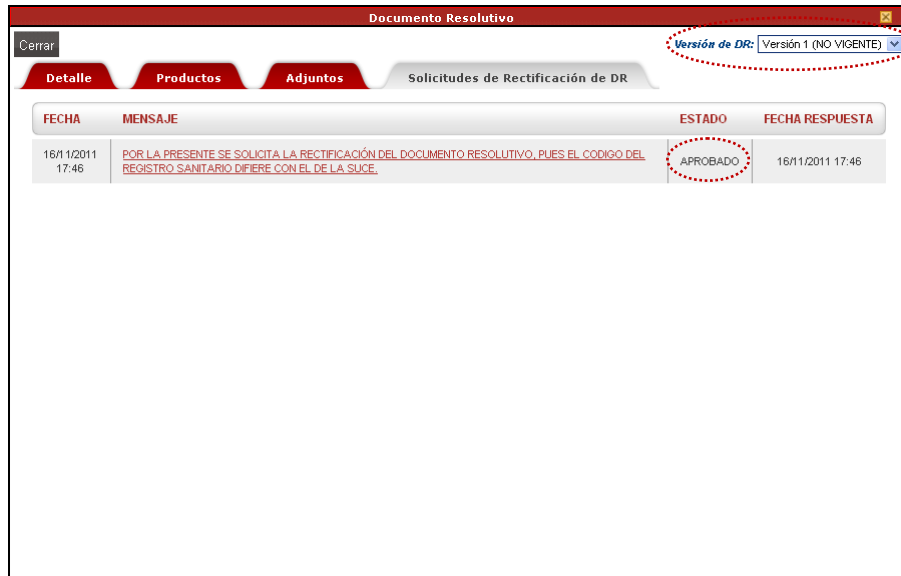 Documento Resolutivo
Cerrar
Versión de DR: Versión 1 (NO VIGENTE)
Detalle Productos Adjuntos Solicitudes de Rectificación de DR
FECHA MENSAJE ESTADO FECHA RESPUESTA
16/11/2011
17:46
POR LA PRESENTE SE SOLICITA LA RECTIFICACIÓN DEL DOCUMENTO RESOLUTIVO, PUES EL CODIGO DEL
REGISTRO SANITARIO DIFIERE CON EL DE LA SUCE.
APROBADO
16/11/2011 17:46